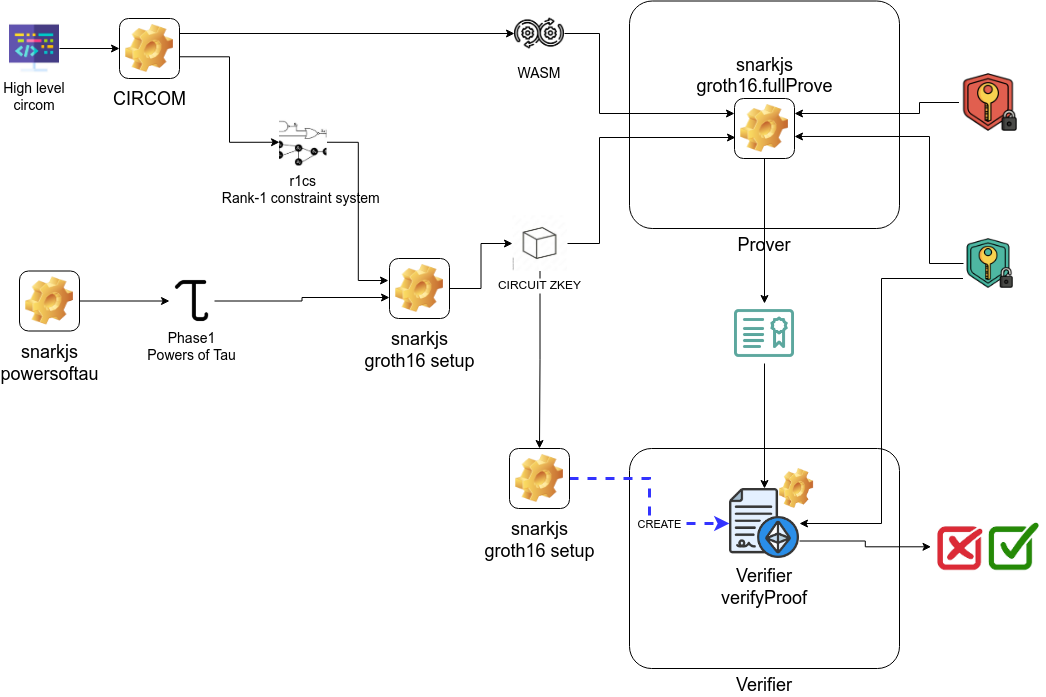 High level
circom
CIRCOM
WASM
snarkjs
groth16.fullProve
r1cs
Rank-1 constraint system
Prover
CIRCUIT ZKEY
snarkjs
powersoftau
Phase1
Powers of Tau
snarkjs
groth16 setup
snarkjs
groth16 setup
CREATE
Verifier
verifyProof
Verifier